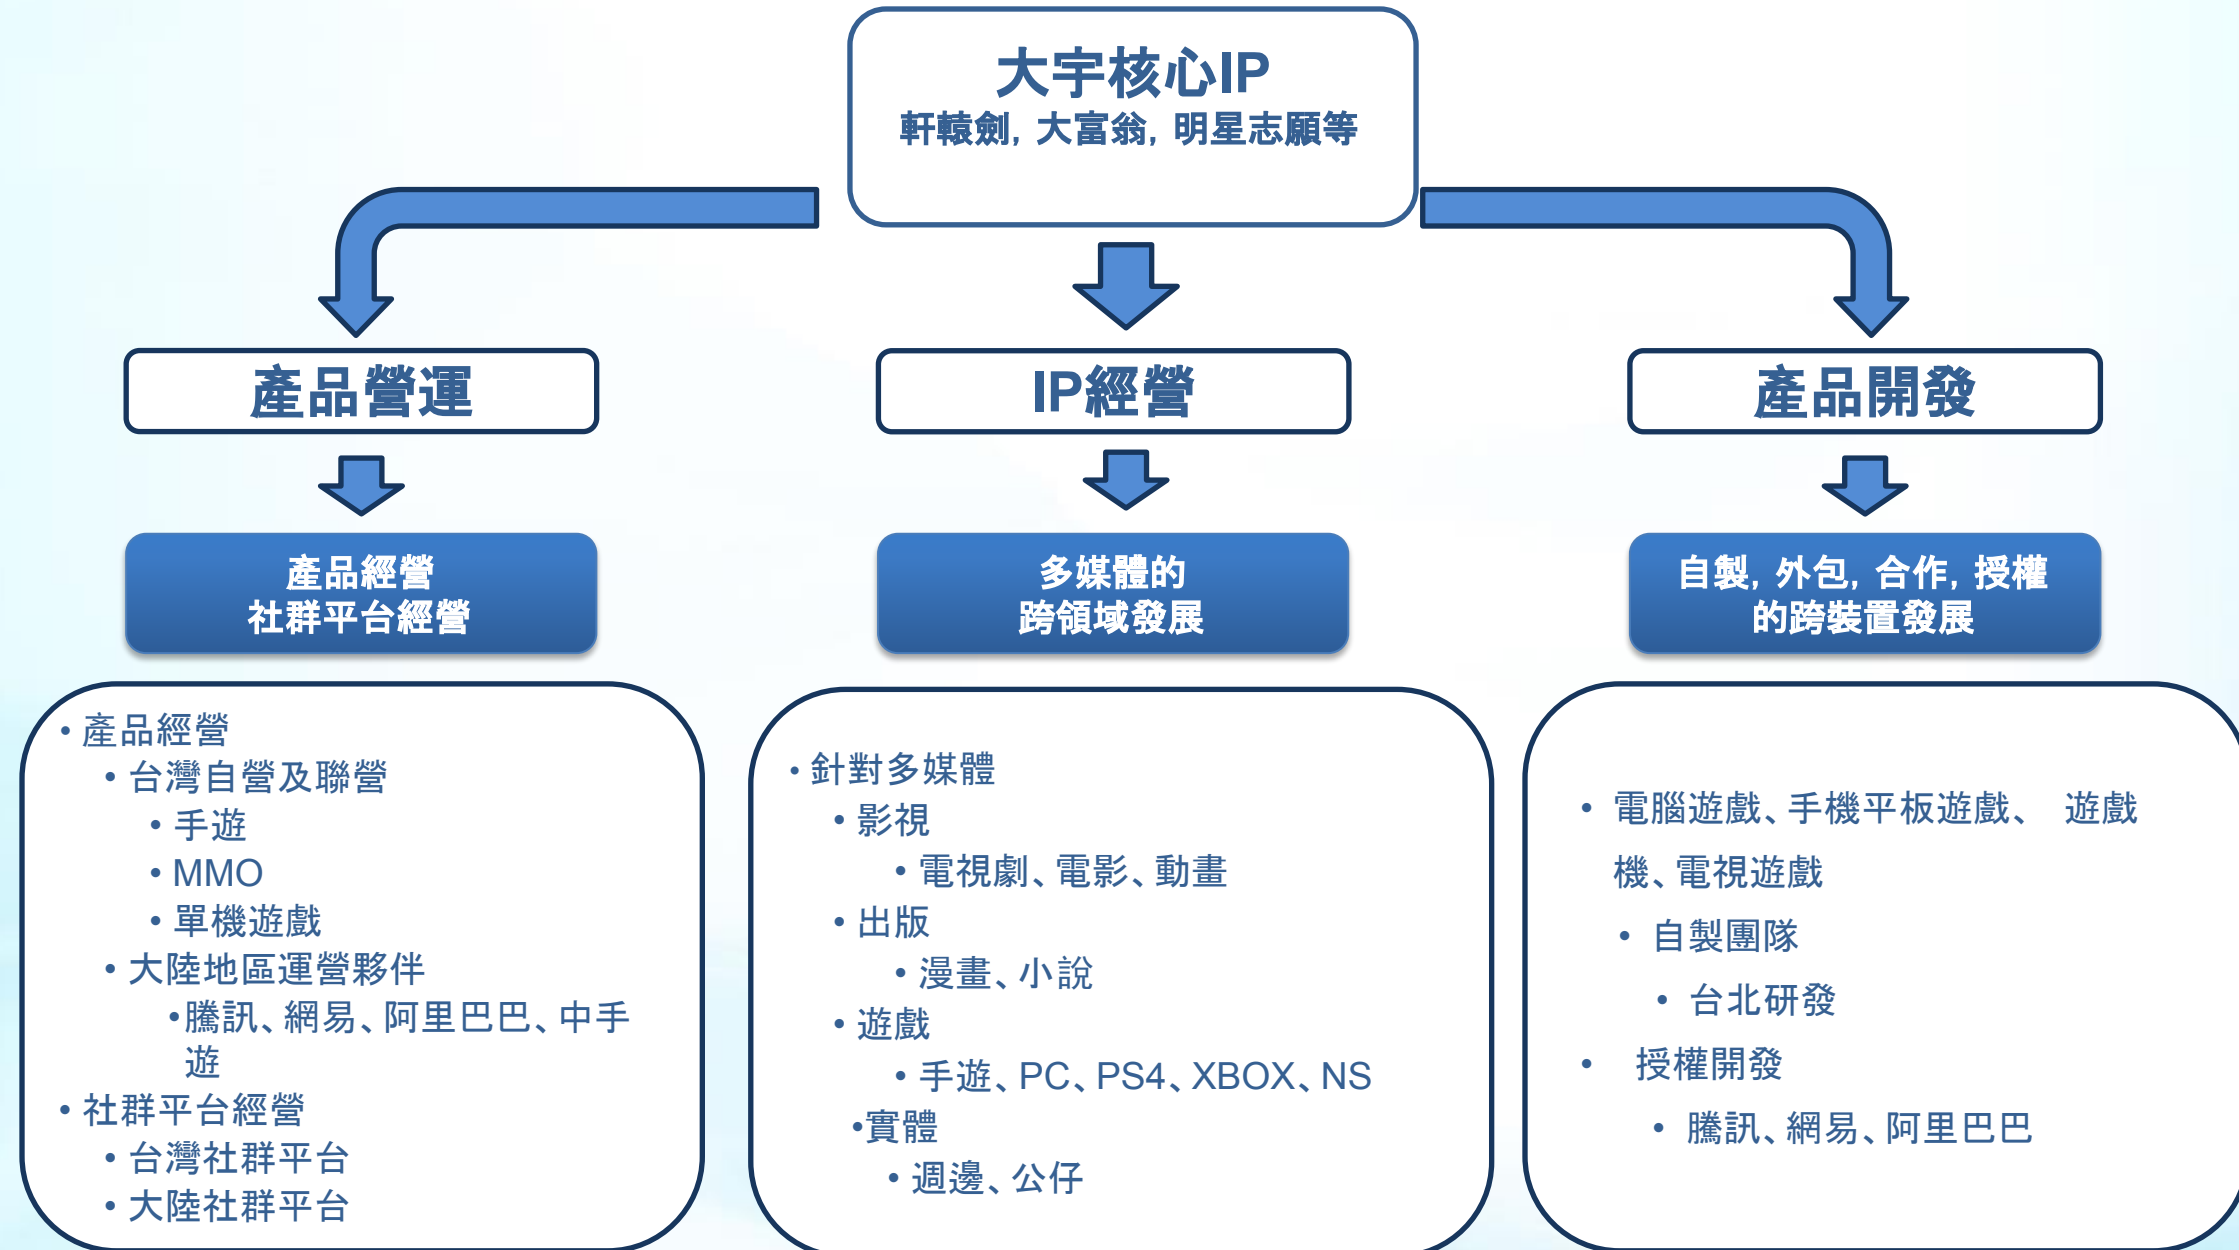 大宇核心IP
軒轅劍, 大富翁, 明星志願等
產品營運
IP經營
產品開發
產品經營
社群平台經營
多媒體的
跨領域發展
自製, 外包, 合作, 授權
的跨裝置發展
• 產品經營
• 台灣自營及聯營
• 手遊
• MMO
• 單機遊戲
• 大陸地區運營夥伴
•騰訊、網易、阿里巴巴、中手
遊
• 社群平台經營
• 台灣社群平台
• 大陸社群平台
• 針對多媒體
• 影視
• 電視劇、電影、動畫
• 出版
• 漫畫、小說
• 遊戲
• 手遊、PC、PS4、XBOX、NS
•實體
• 週邊、公仔
• 電腦遊戲、手機平板遊戲、 遊戲
機、電視遊戲
• 自製團隊
• 台北研發
• 授權開發
• 騰訊、網易、阿里巴巴